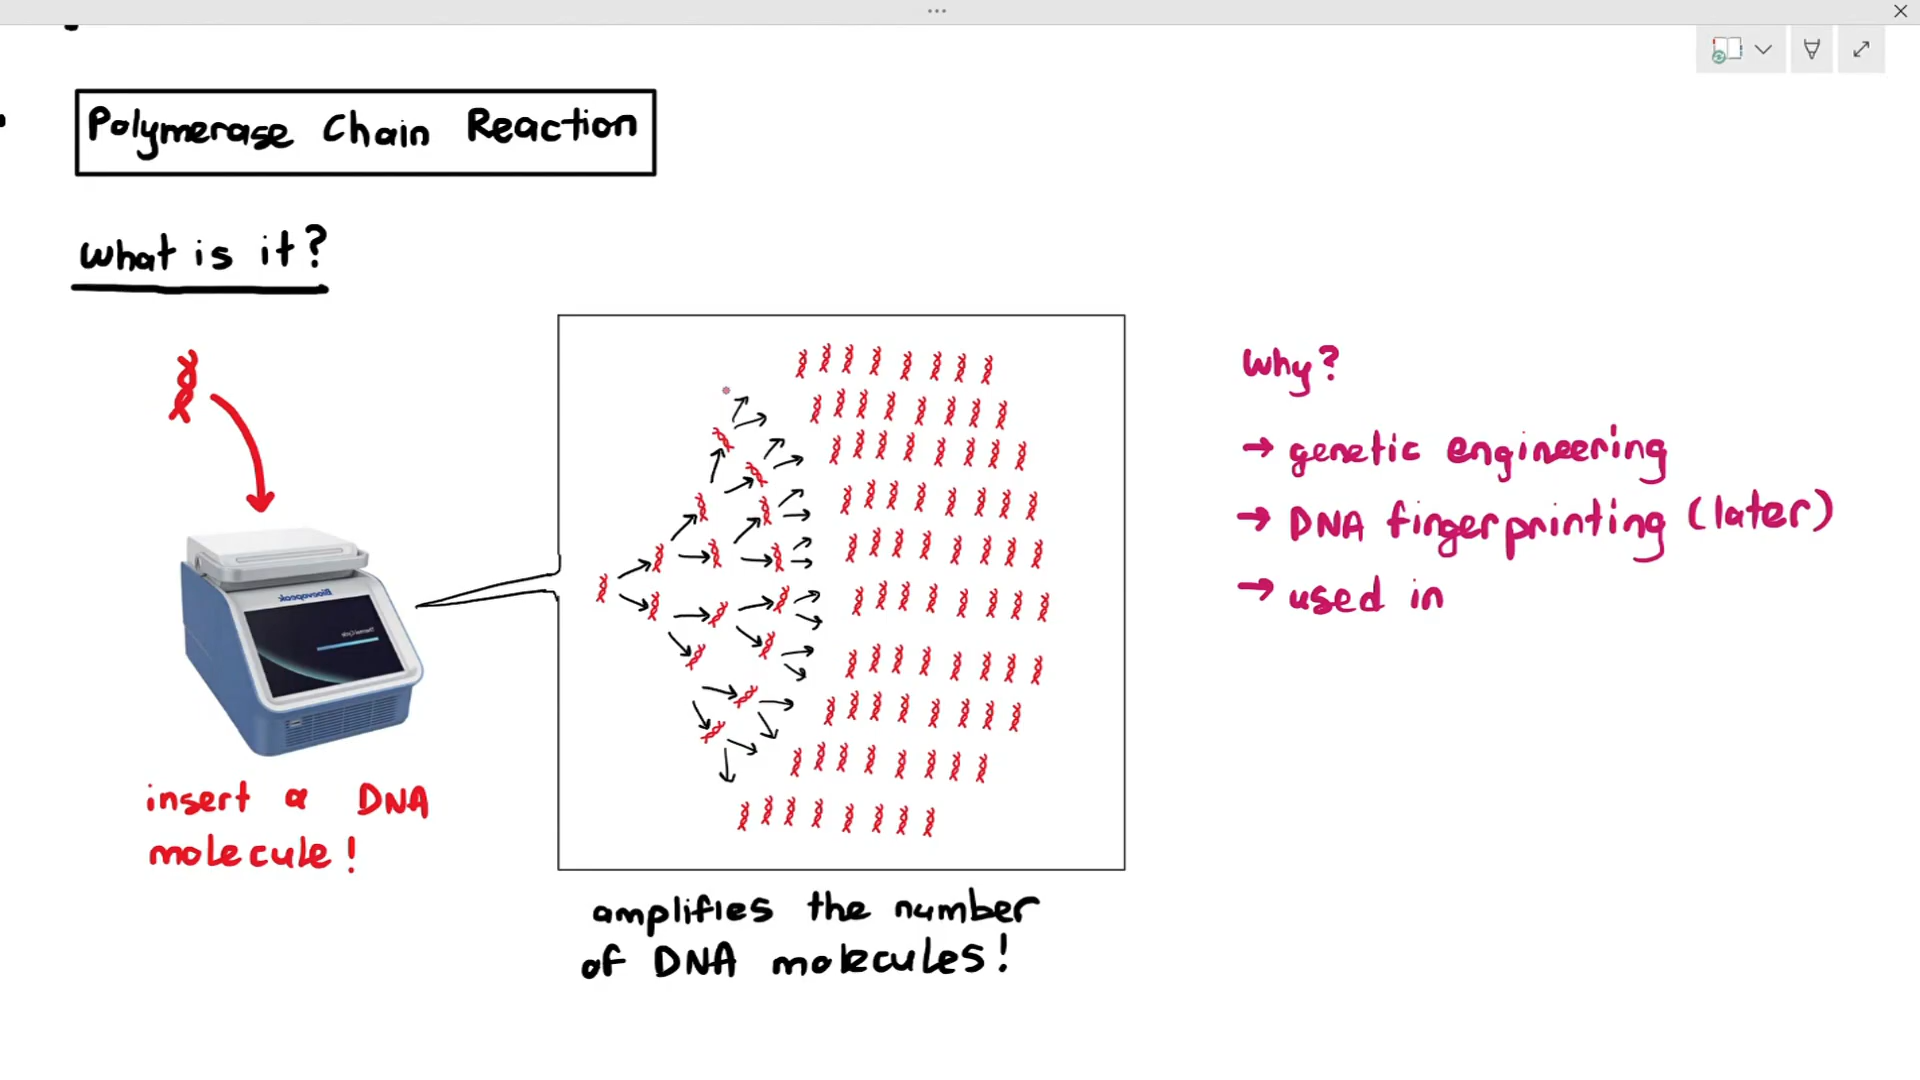 Polymerase Chain Reaction
What is it?
insert a DNA
molecule!
amplifies the number
of DNA molecules!
Why?
→ genetic engineering
→ DNA fingerprinting (later)
→ used in